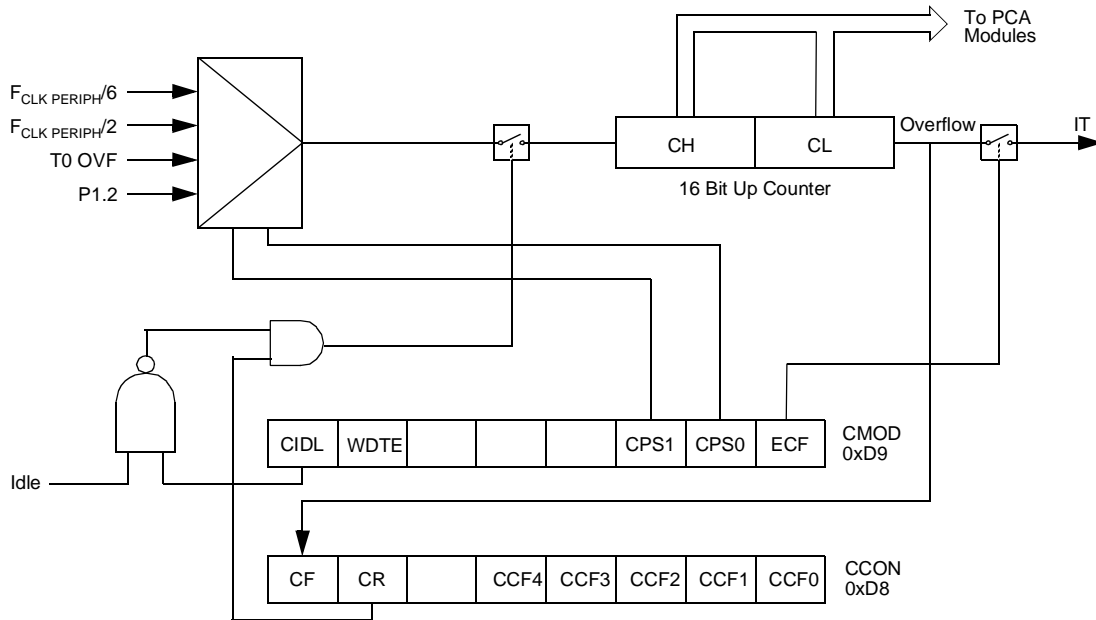 To PCA
Modules
FCLK PERIPH/6
FCLK PERIPH/2
T0 OVF
P1.2
CH
CL
Overflow
IT
16 Bit Up Counter
CIDL
WDTE
CPS1
CPS0
ECF
CMOD
0xD9
Idle
CF
CR
CCF4
CCF3
CCF2
CCF1
CCF0
CCON
0xD8